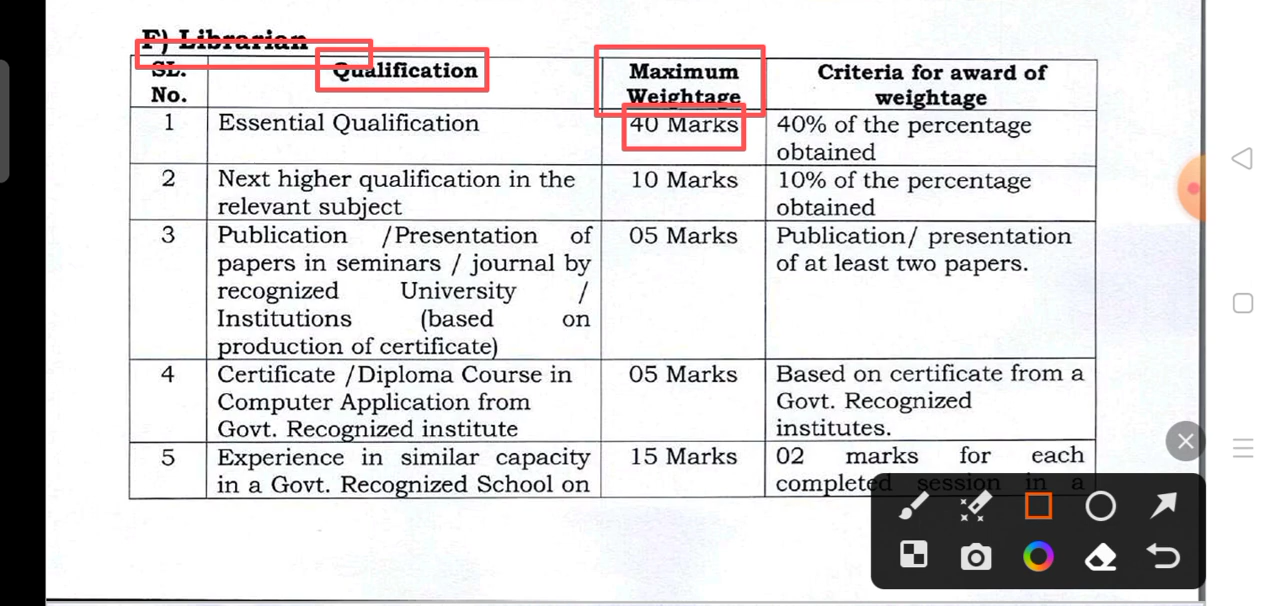 F) Librarian
SL. No. Qualification Maximum Weightage Criteria for award of weightage
1 Essential Qualification 40 Marks 40% of the percentage obtained
2 Next higher qualification in the relevant subject 10 Marks 10% of the percentage obtained
3 Publication /Presentation of papers in seminars / journal by recognized University / Institutions (based on production of certificate) 05 Marks Publication/ presentation of at least two papers.
4 Certificate /Diploma Course in Computer Application from Govt. Recognized institute 05 Marks Based on certificate from a Govt. Recognized institutes.
5 Experience in similar capacity in a Govt. Recognized School on 15 Marks 02 marks for each completed session in a